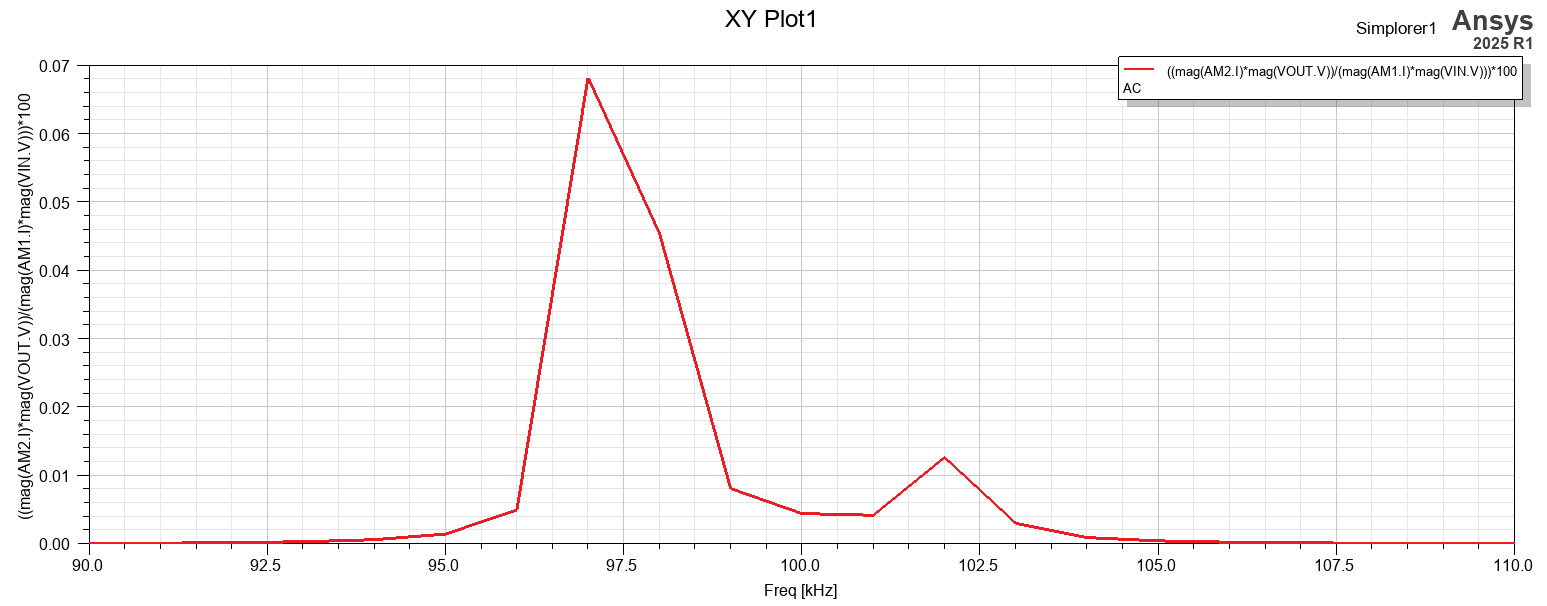 XY Plot1
Simplorer1
Ansys
2025 R1
((mag(AM2.I)*mag(VOUT.V))/(mag(AM1.I)*mag(VIN.V)))*100
AC
((mag(AM2.I)*mag(VOUT.V))/(mag(AM1.I)*mag(VIN.V)))*100
0.07
0.06
0.05
0.04
0.03
0.02
0.01
0.00
90.0
92.5
95.0
97.5
100.0
102.5
105.0
107.5
110.0
Freq [kHz]